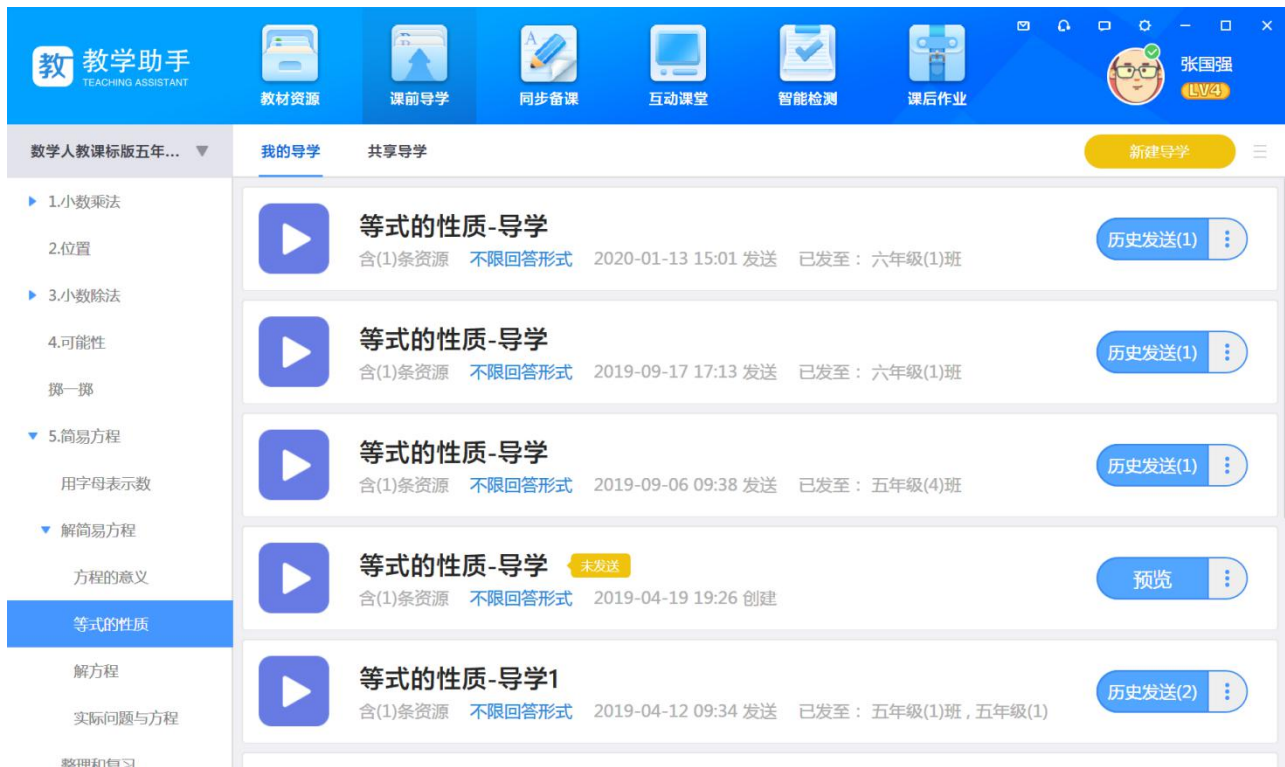 教 教学助手
TEACHING ASSISTANT
教材资源 课前导学 同步备课 互动课堂 智能检测 课后作业
张国强
LV4
数学人教课标版五年... 我的导学 共享导学 新建导学
1.小数乘法
2.位置
3.小数除法
4.可能性
掷一掷
5.简易方程
用字母表示数
解简易方程
方程的意义
等式的性质
解方程
实际问题与方程
整理和复习
等式的性质-导学
含(1)条资源 不限回答形式 2020-01-13 15:01 发送 已发至： 六年级(1)班
历史发送(1)
等式的性质-导学
含(1)条资源 不限回答形式 2019-09-17 17:13 发送 已发至： 六年级(1)班
历史发送(1)
等式的性质-导学
含(1)条资源 不限回答形式 2019-09-06 09:38 发送 已发至： 五年级(4)班
历史发送(1)
等式的性质-导学 未发送
含(1)条资源 不限回答形式 2019-04-19 19:26 创建
预览
等式的性质-导学1
含(1)条资源 不限回答形式 2019-04-12 09:34 发送 已发至： 五年级(1)班 , 五年级(1)
历史发送(2)